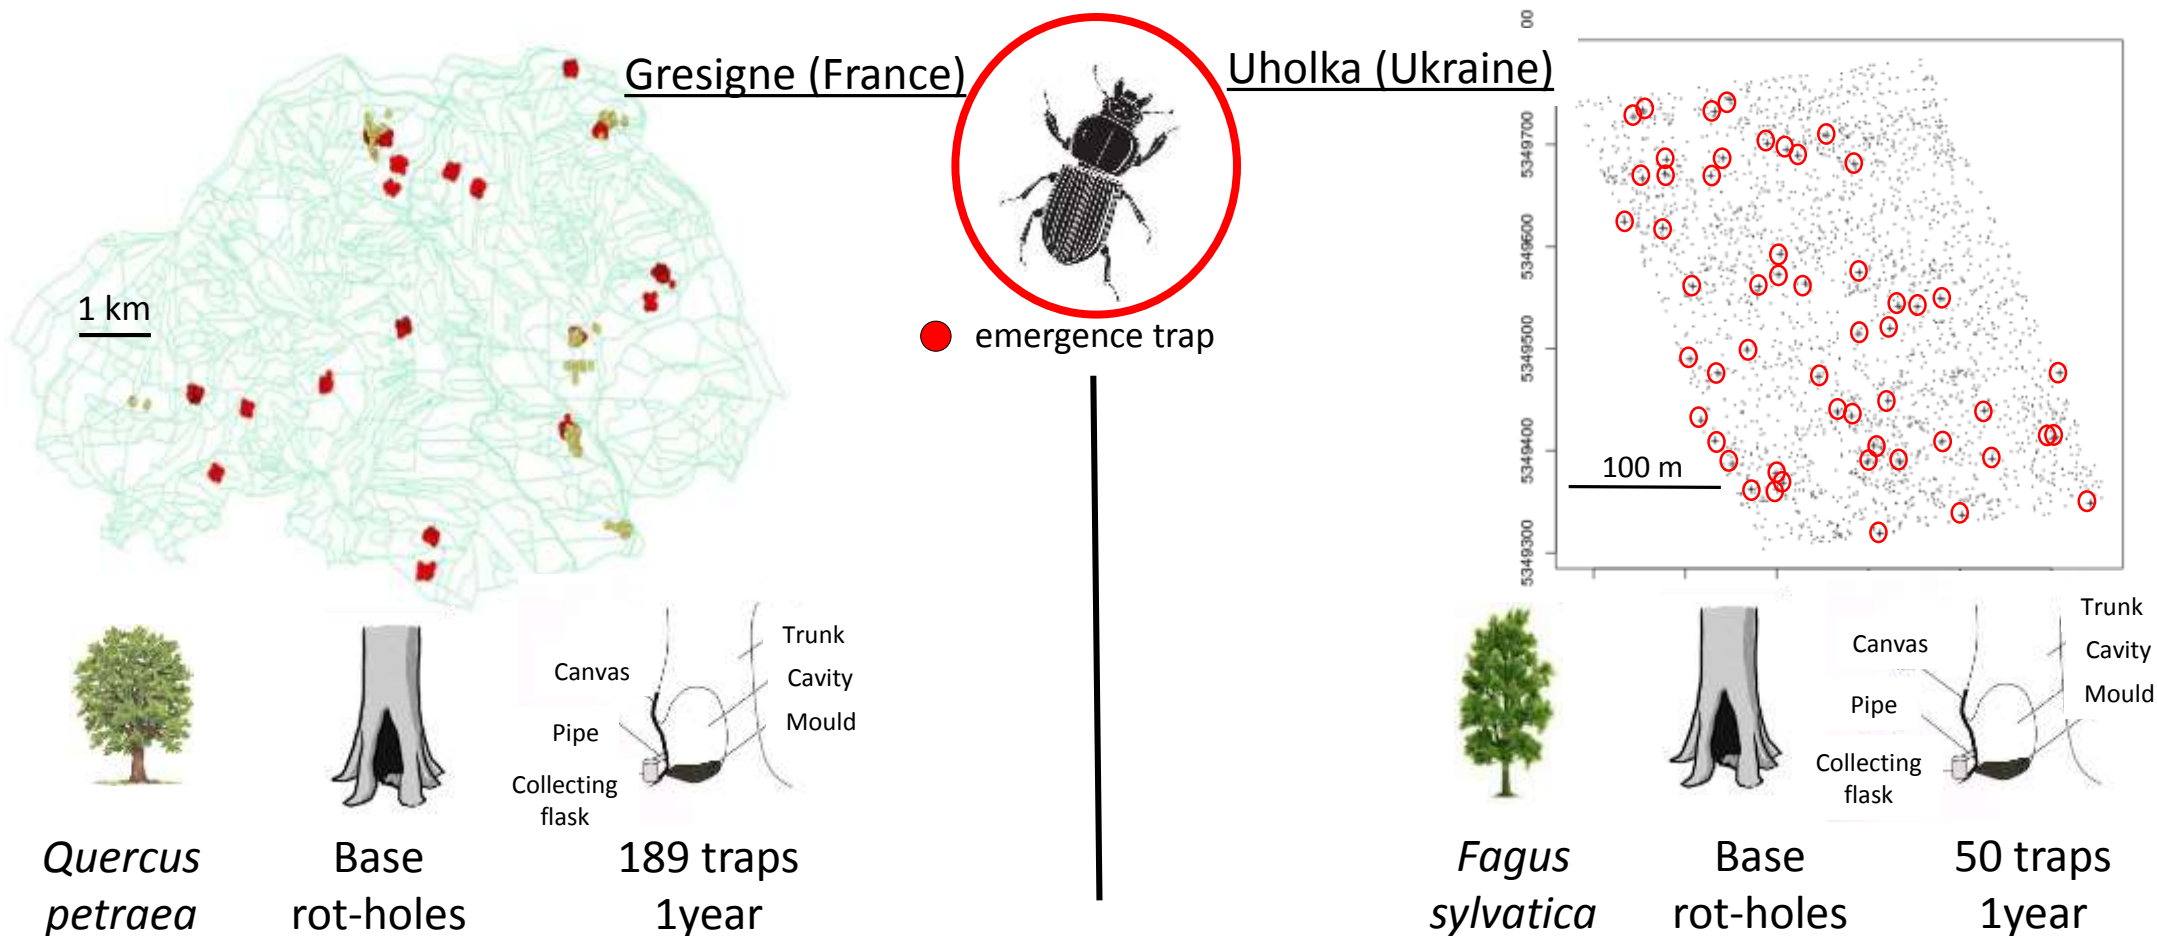 Gresigne (France)
1 km
Canvas
Trunk
Cavity
Pipe
Mould
Collecting
flask
Quercus
petraea
Base
rot-holes
189 traps
1year
emergence trap
Uholka (Ukraine)
00
5349700
5349600
5349500
5349400
5349300
100 m
Trunk
Canvas
Cavity
Pipe
Mould
Collecting
flask
Fagus
sylvatica
Base
rot-holes
50 traps
1year